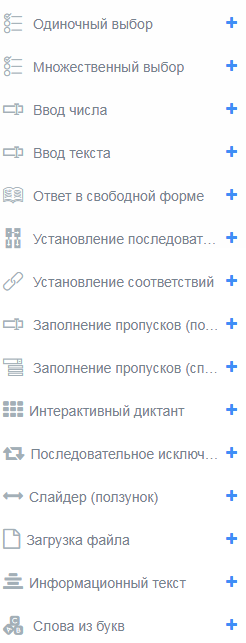 Одиночный выбор
Множественный выбор
Ввод числа
Ввод текста
Ответ в свободной форме
Установление последоват...
Установление соответствий
Заполнение пропусков (по...
Заполнение пропусков (сп...
Интерактивный диктант
Последовательное исключ...
Слайдер (ползунок)
Загрузка файла
Информационный текст
Слова из букв